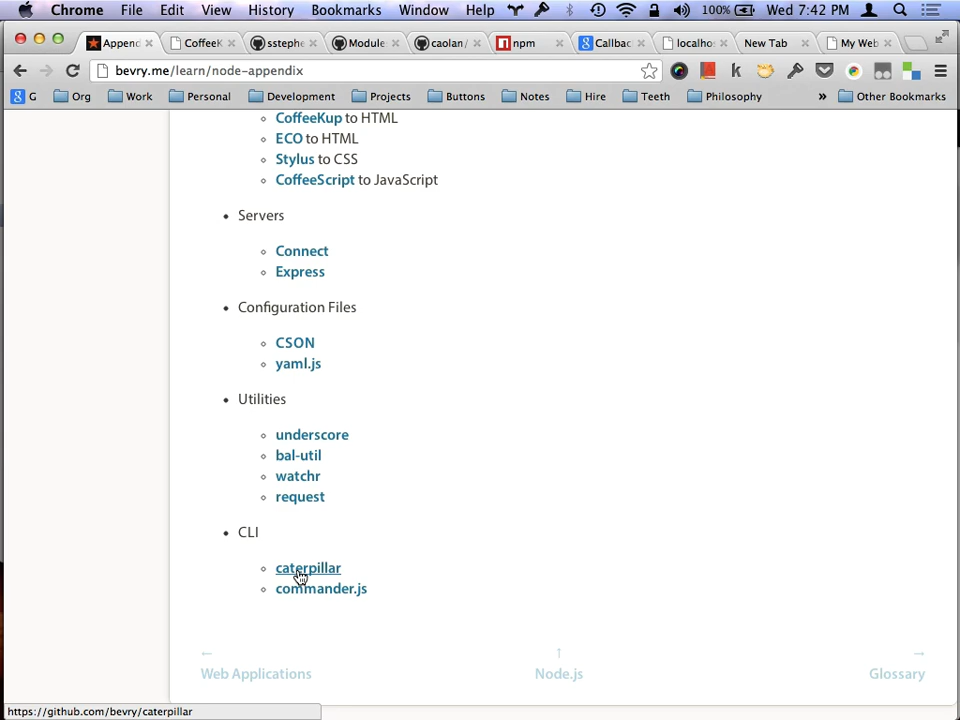 Chrome File Edit View History Bookmarks Window Help 100% Wed 7:42 PM
Append CoffeeK sstephe Module caolan/ npm Callbac localhos New Tab My Web
bevry.me/learn/node-appendix
G Org Work Personal Development Projects Buttons Notes Hire Teeth Philosophy » Other Bookmarks
CoffeeKup to HTML
ECO to HTML
Stylus to CSS
CoffeeScript to JavaScript
Servers
Connect
Express
Configuration Files
CSON
yaml.js
Utilities
underscore
bal-util
watchr
request
CLI
caterpillar
commander.js
← ↑ →
Web Applications Node.js Glossary
https://github.com/bevry/caterpillar